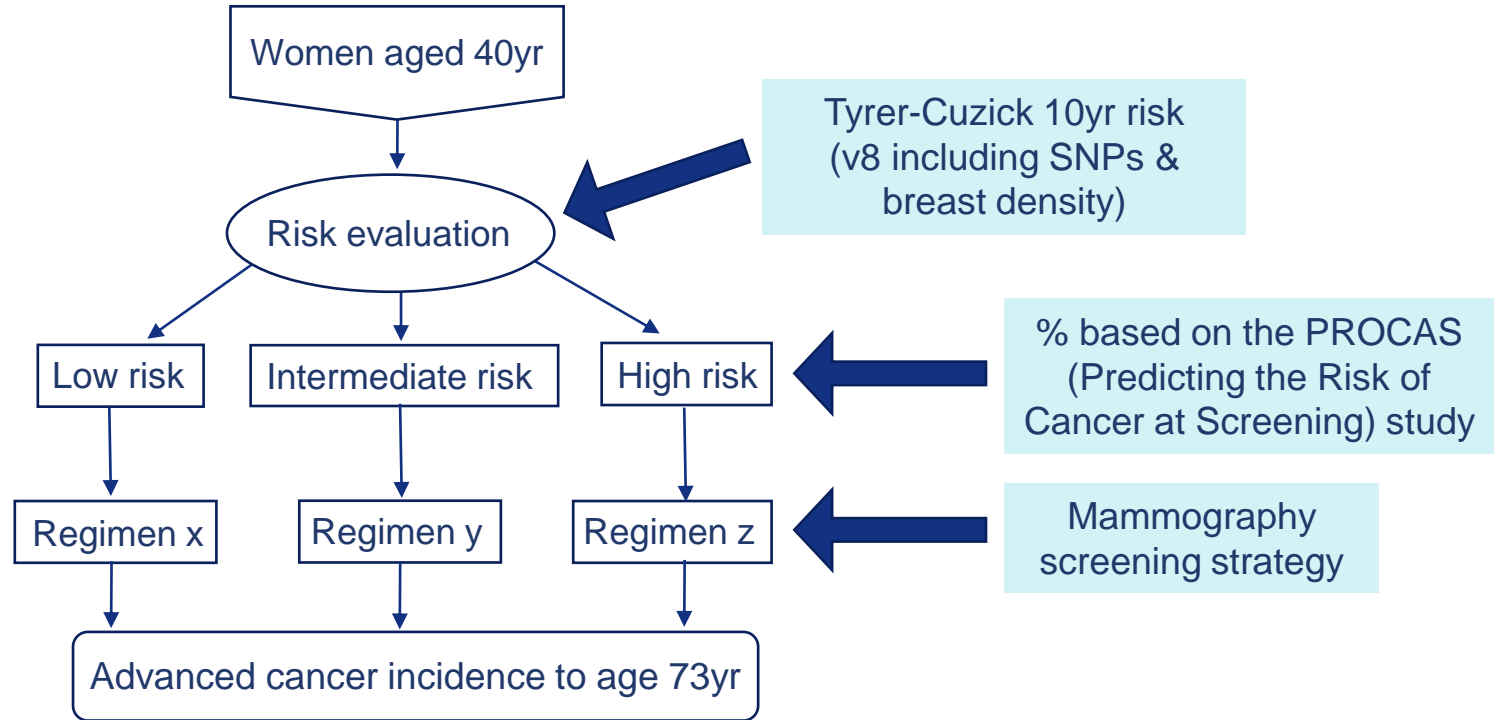 Women aged 40yr
Tyrer-Cuzick 10yr risk
(v8 including SNPs &
breast density)
Risk evaluation
Low risk
Intermediate risk
High risk
% based on the PROCAS
(Predicting the Risk of
Cancer at Screening) study
Regimen x
Regimen y
Regimen z
Mammography
screening strategy
Advanced cancer incidence to age 73yr